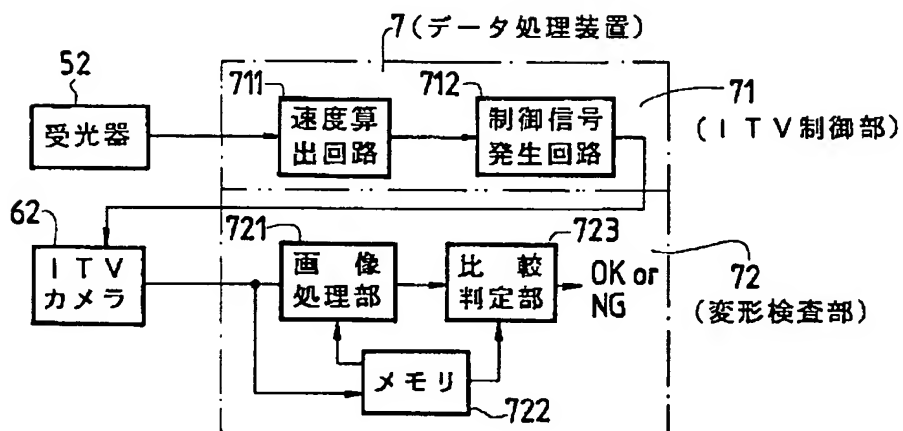 7(データ処理装置)
52
711
712
71
受光器
速度算
出回路
制御信号
発生回路
(ITV制御部)
62
721
723
ITV
カメラ
画像
処理部
比較
判定部
OK or
NG
72
(変形検査部)
メモリ
722